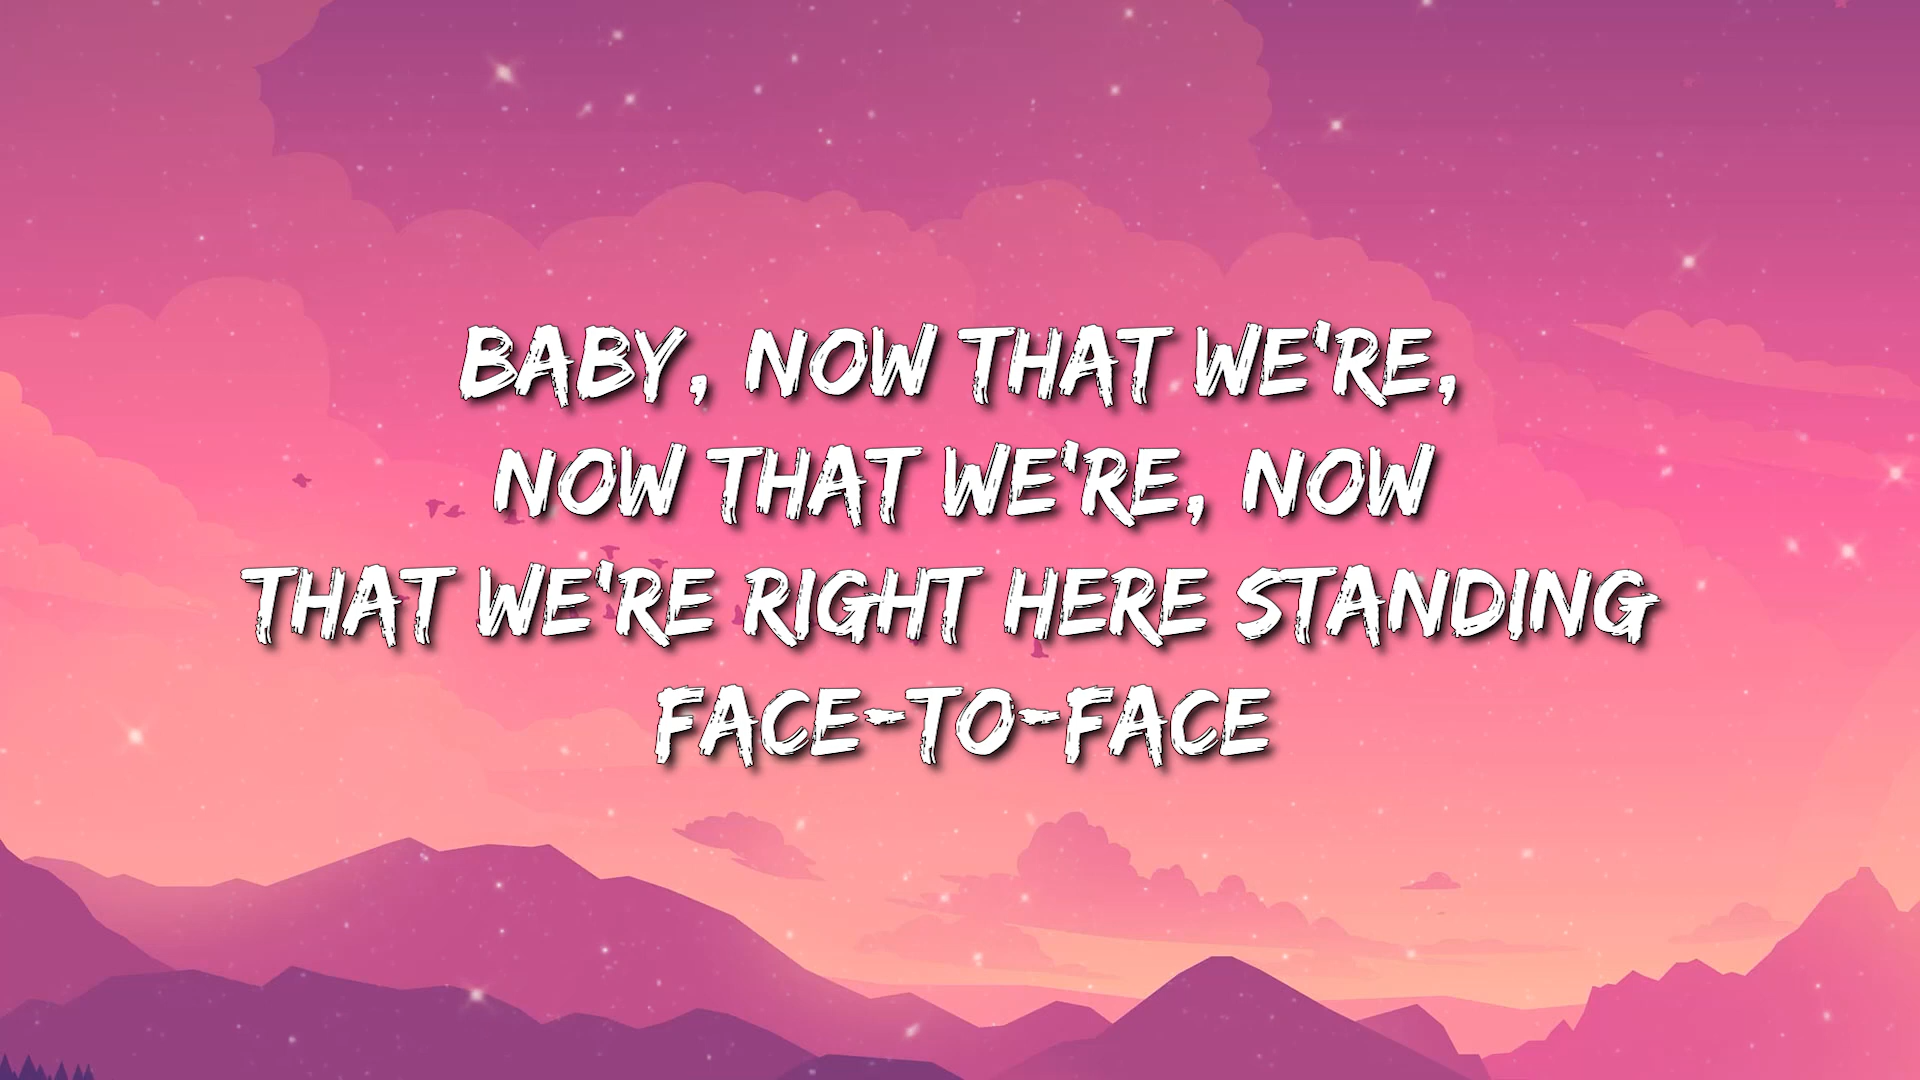 BABY, NOW THAT WE'RE,
NOW THAT WE'RE, NOW
THAT WE'RE RIGHT HERE STANDING
FACE-TO-FACE